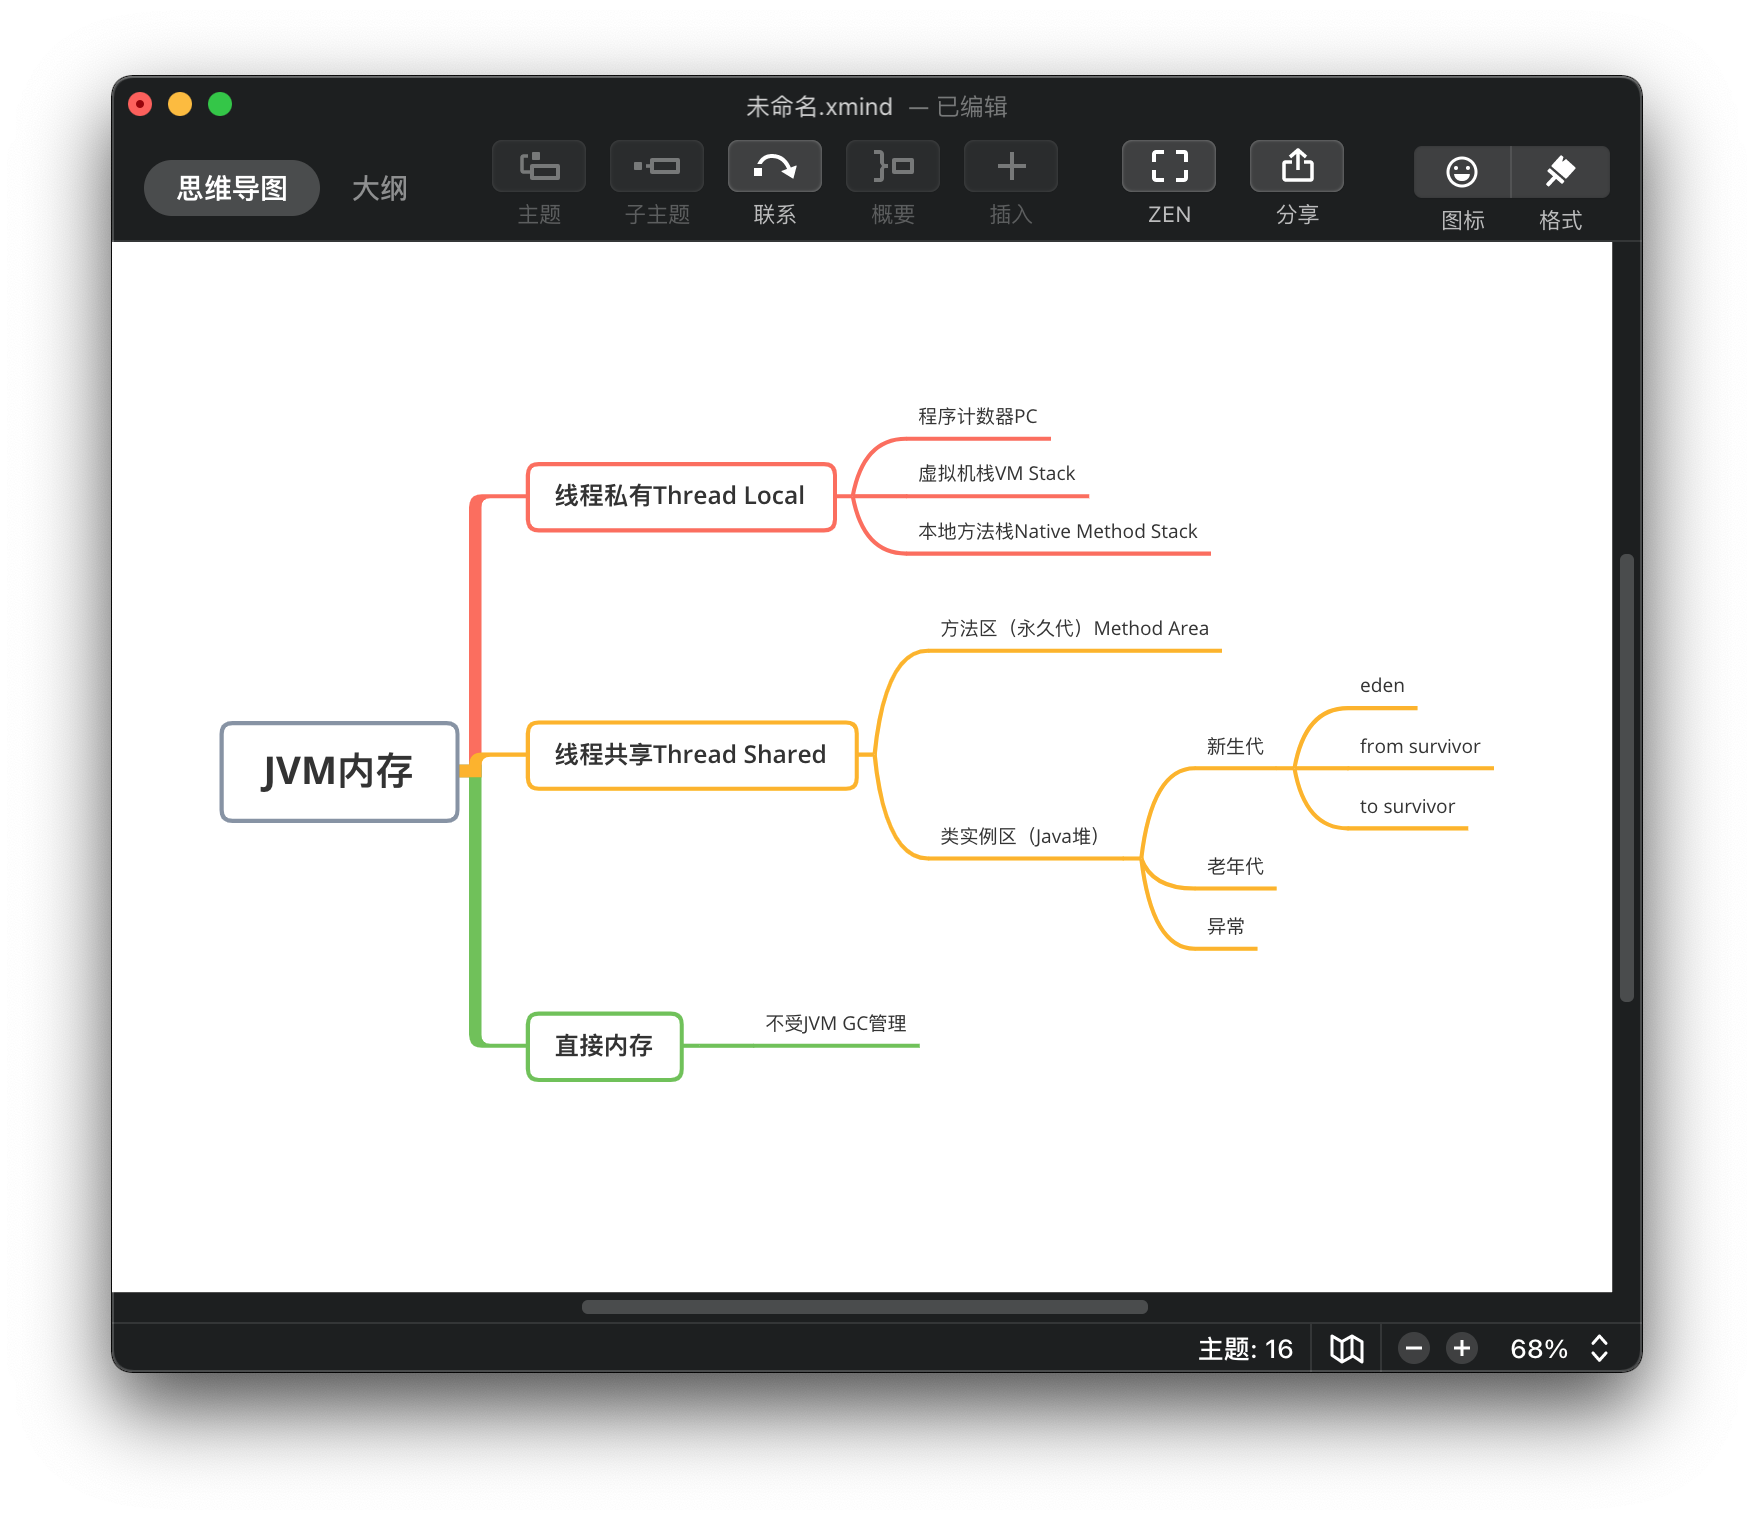 未命名.xmind — 已编辑
思维导图 大纲
主题 子主题 联系 概要 插入 ZEN 分享 图标 格式
程序计数器PC
虚拟机栈VM Stack
线程私有Thread Local
本地方法栈Native Method Stack
方法区（永久代）Method Area
eden
新生代
from survivor
JVM内存
线程共享Thread Shared
to survivor
类实例区（Java堆）
老年代
异常
不受JVM GC管理
直接内存
主题: 16
68%